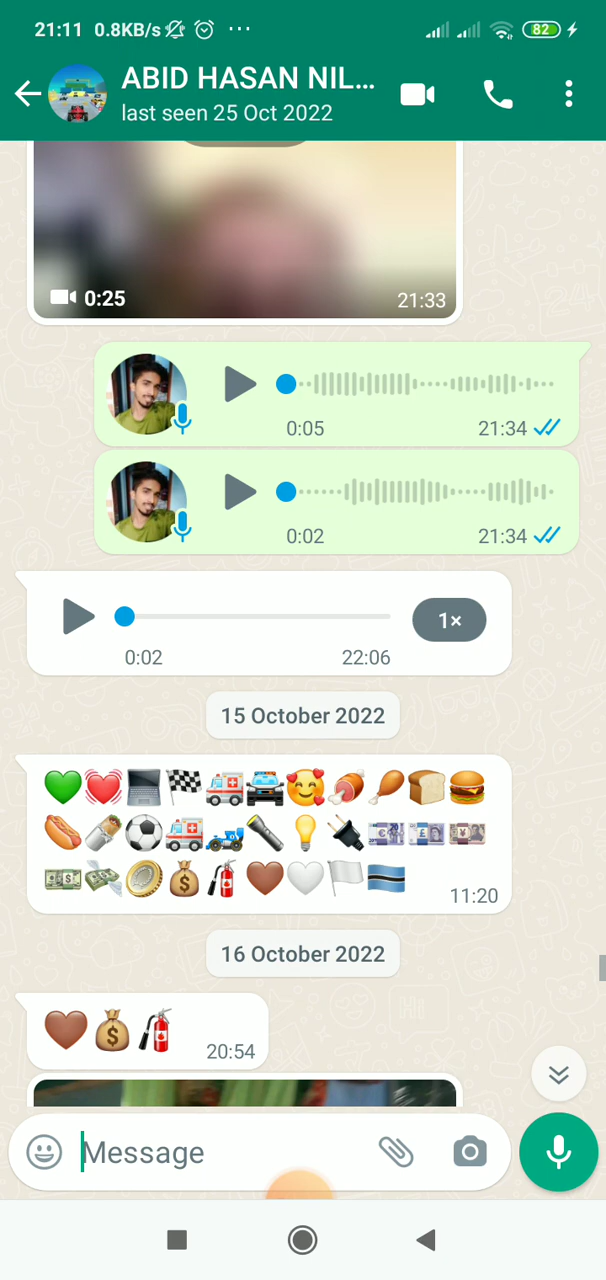 21:11 0.8KB/s ... 82
ABID HASAN NIL...
last seen 25 Oct 2022
0:25 21:33
0:05 21:34
0:02 21:34
1×
0:02 22:06
15 October 2022
11:20
16 October 2022
20:54
Message